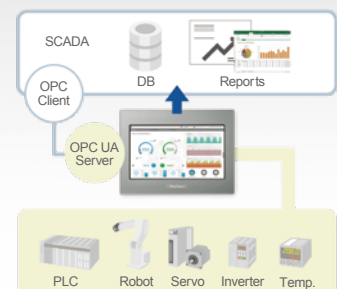 SCADA
DB
Reports
OPC
Client
OPC UA
Server
PLC
Robot
Servo
Inverter
Temp.